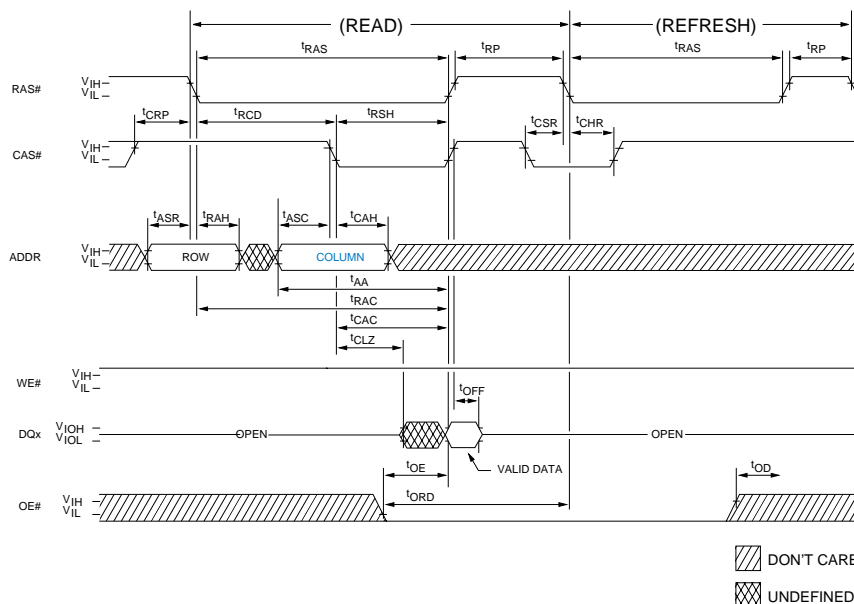 (READ) (REFRESH)
tRAS tRP tRAS tRP
RAS# VIH VIL
tCRP tRCD tRSH tCSR tCHR
CAS# VIH VIL
tASR tRAH tASC tCAH
ADDR VIH VIL ROW COLUMN
tAA
tRAC
tCAC
tCLZ
WE# VIH VIL
tOFF
DQx VIOH VIOL OPEN OPEN
VALID DATA
tOE tOD
tORD
OE# VIH VIL
DON'T CARE
UNDEFINED